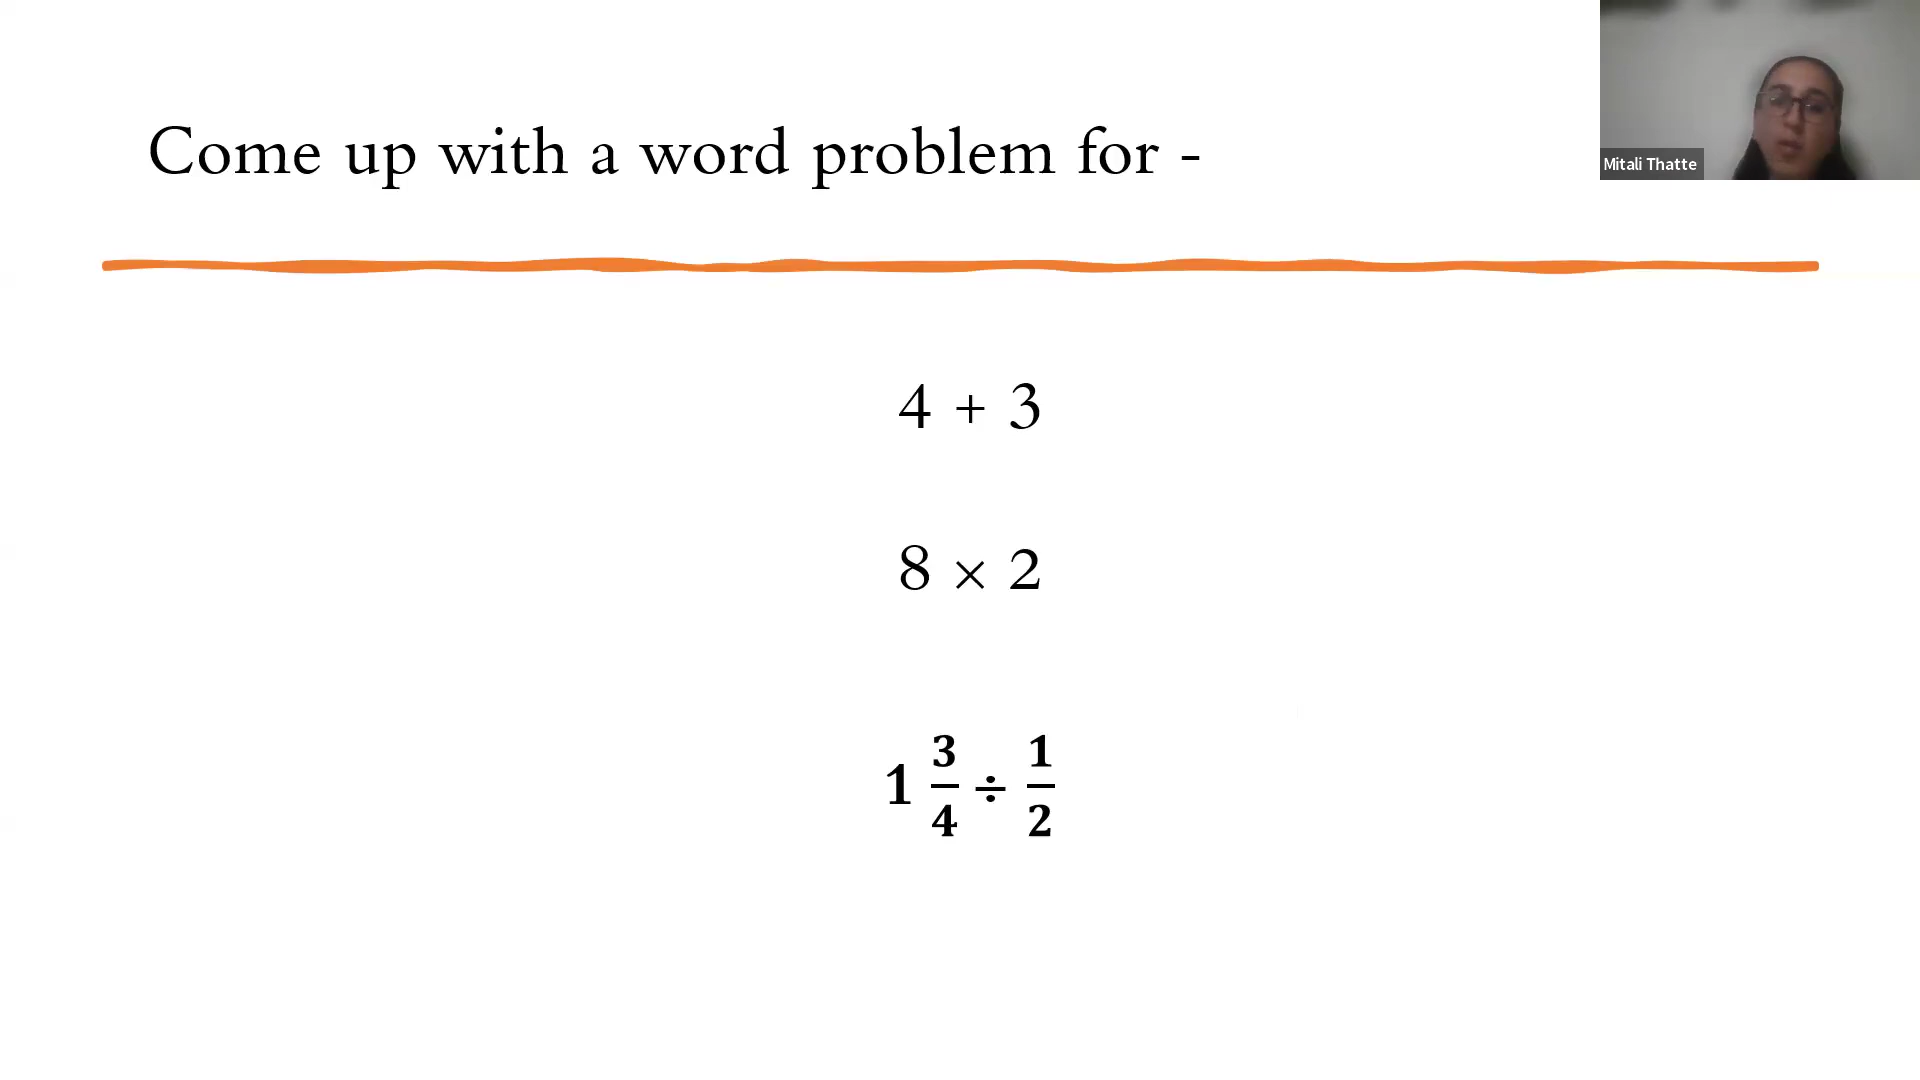 Come up with a word problem for -
Mitali Thatte
4 + 3
8 × 2
1 3/4 ÷ 1/2